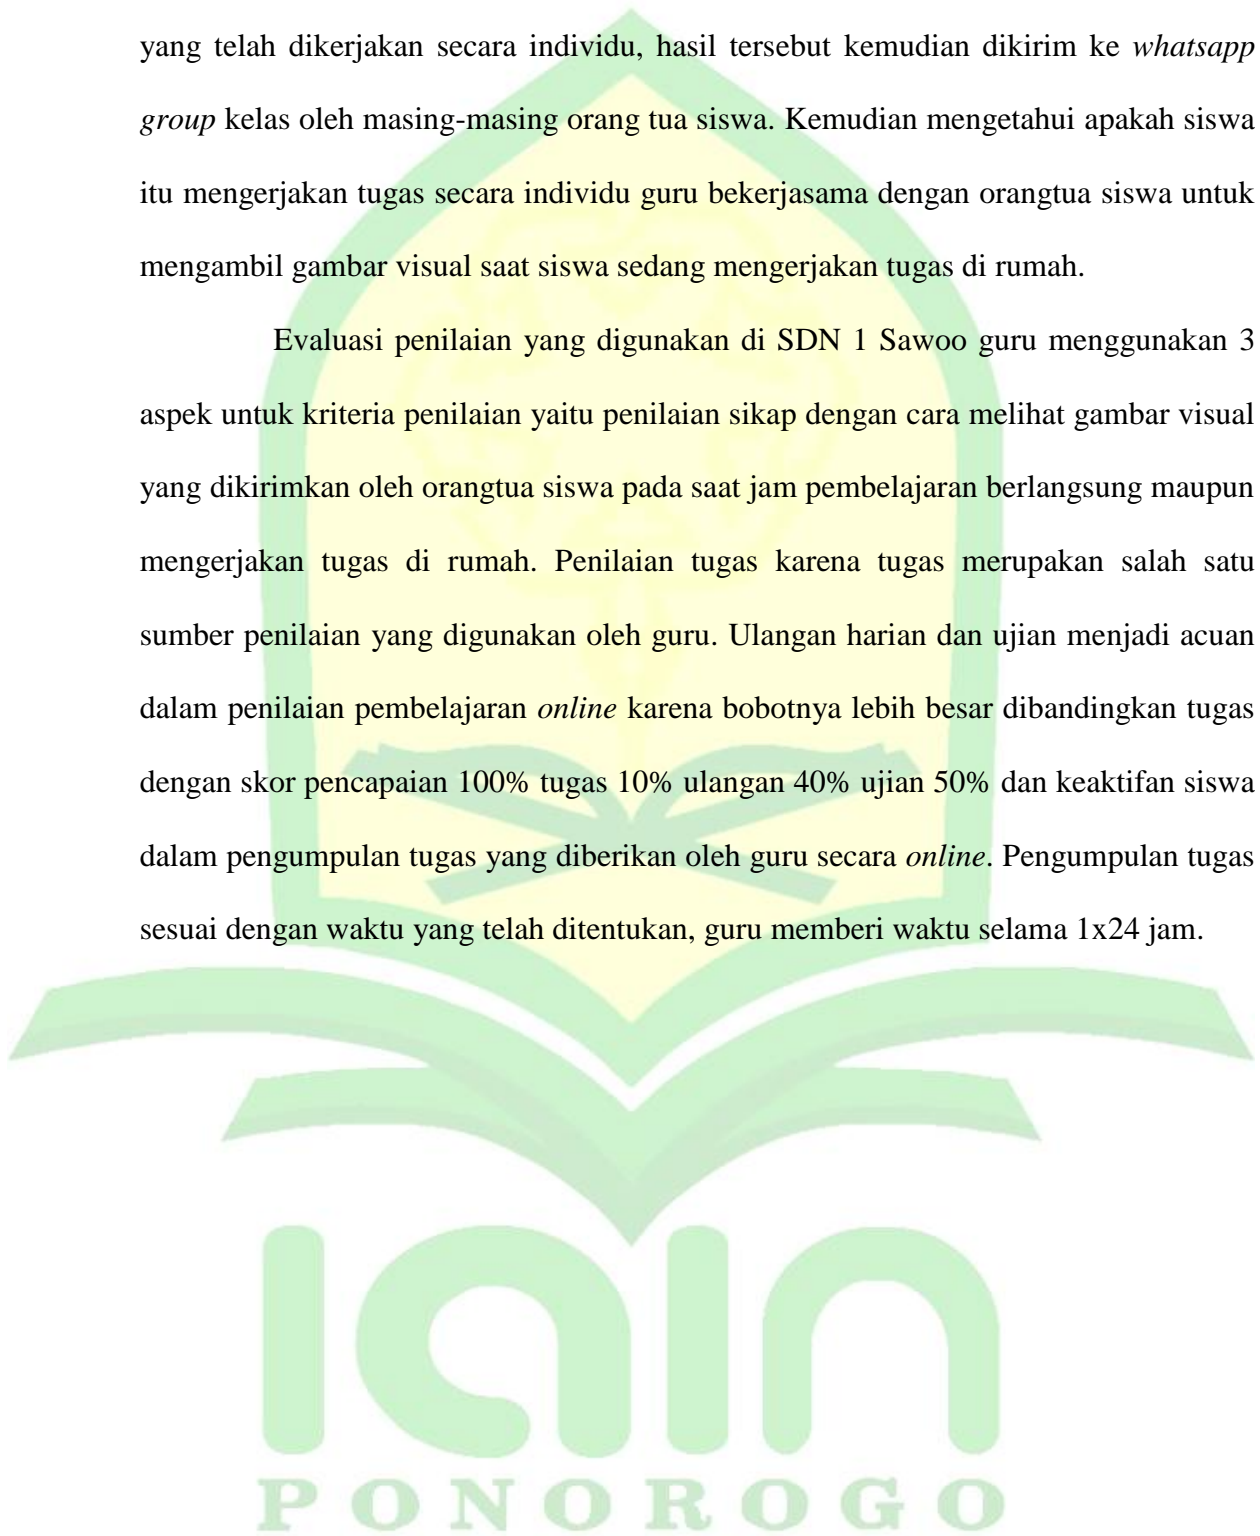 yang telah dikerjakan secara individu, hasil tersebut kemudian dikirim ke whatsapp
group kelas oleh masing-masing orang tua siswa. Kemudian mengetahui apakah siswa
itu mengerjakan tugas secara individu guru bekerjasama dengan orangtua siswa untuk
mengambil gambar visual saat siswa sedang mengerjakan tugas di rumah.
Evaluasi penilaian yang digunakan di SDN 1 Sawoo guru menggunakan 3
aspek untuk kriteria penilaian yaitu penilaian sikap dengan cara melihat gambar visual
yang dikirimkan oleh orangtua siswa pada saat jam pembelajaran berlangsung maupun
mengerjakan tugas di rumah. Penilaian tugas karena tugas merupakan salah satu
sumber penilaian yang digunakan oleh guru. Ulangan harian dan ujian menjadi acuan
dalam penilaian pembelajaran online karena bobotnya lebih besar dibandingkan tugas
dengan skor pencapaian 100% tugas 10% ulangan 40% ujian 50% dan keaktifan siswa
dalam pengumpulan tugas yang diberikan oleh guru secara online. Pengumpulan tugas
sesuai dengan waktu yang telah ditentukan, guru memberi waktu selama 1x24 jam.
iain
PONOROGO